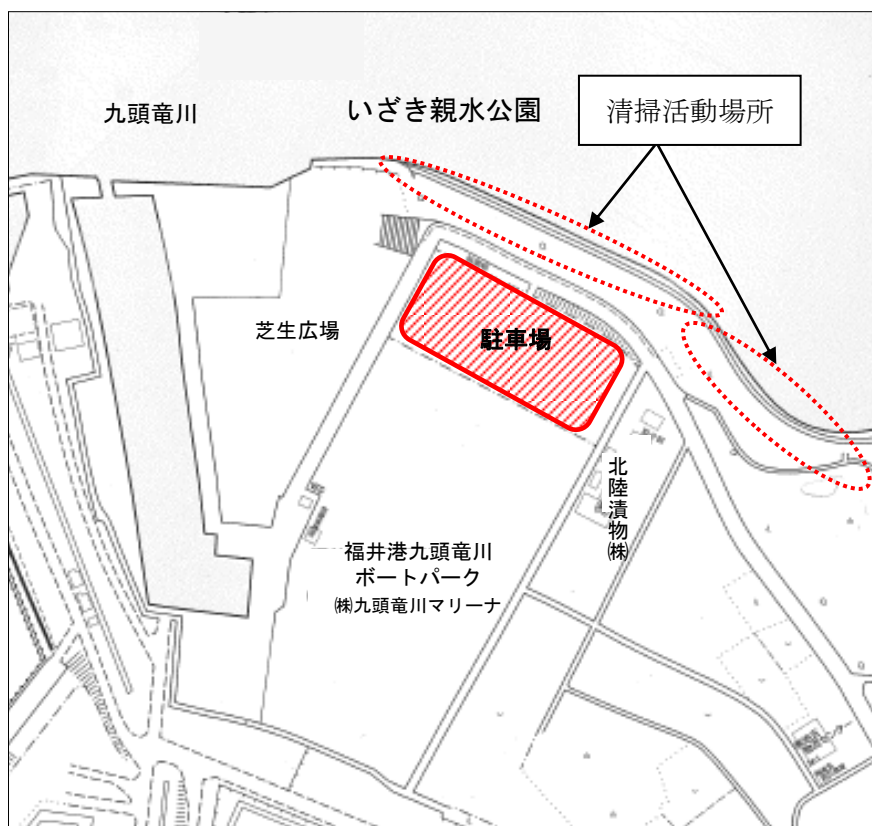 九頭竜川
いざき親水公園
清掃活動場所
芝生広場
駐車場
北陸漬物㈱
福井港九頭竜川
ボートパーク
㈱九頭竜川マリーナ